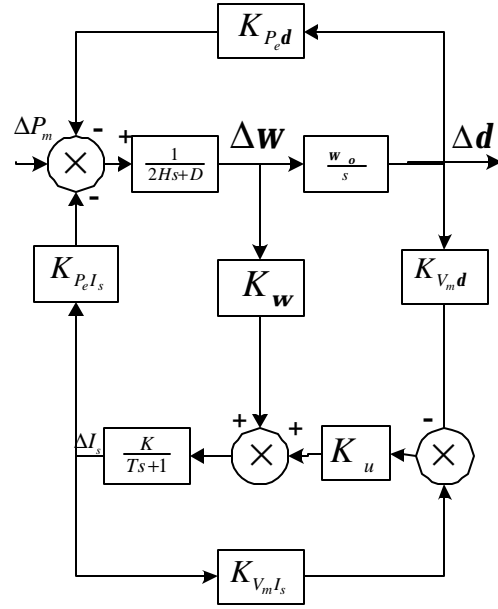 K_{P_e d}
ΔP_m
-
+
1
2Hs+D
Δw
w_o
s
Δd
-
K_{P_e I_s}
K_w
K_{V_m d}
-
+
+
ΔI_s
K
Ts+1
K_u
K_{V_m I_s}